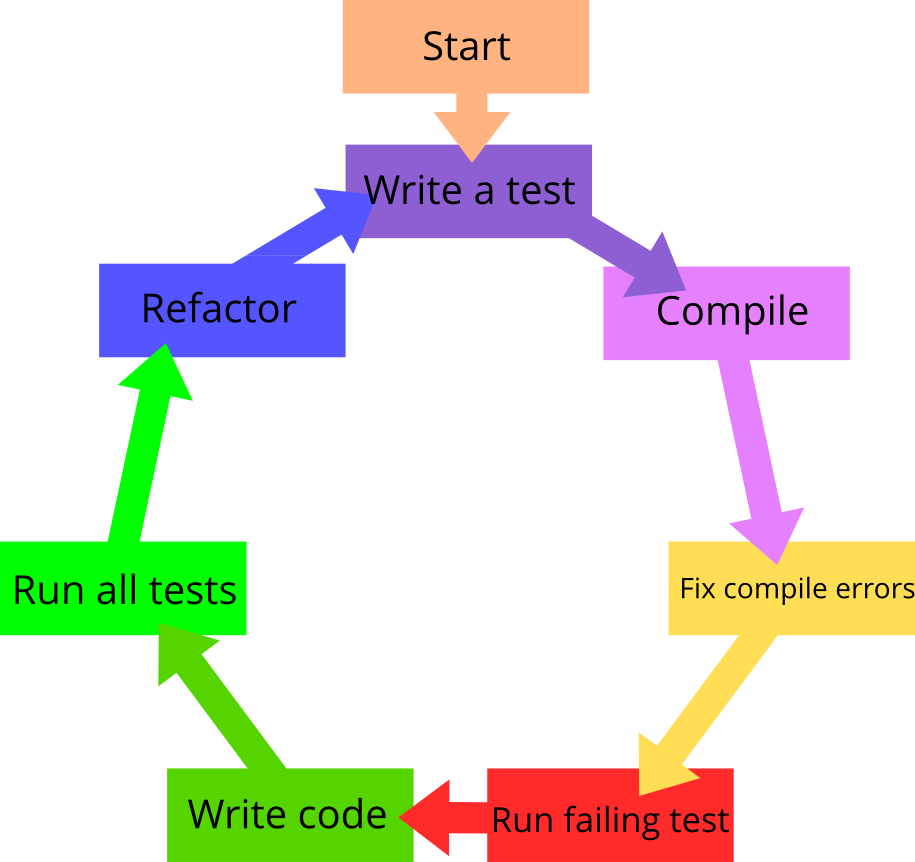 Start
Write a test
Compile
Fix compile errors
Run failing test
Write code
Run all tests
Refactor